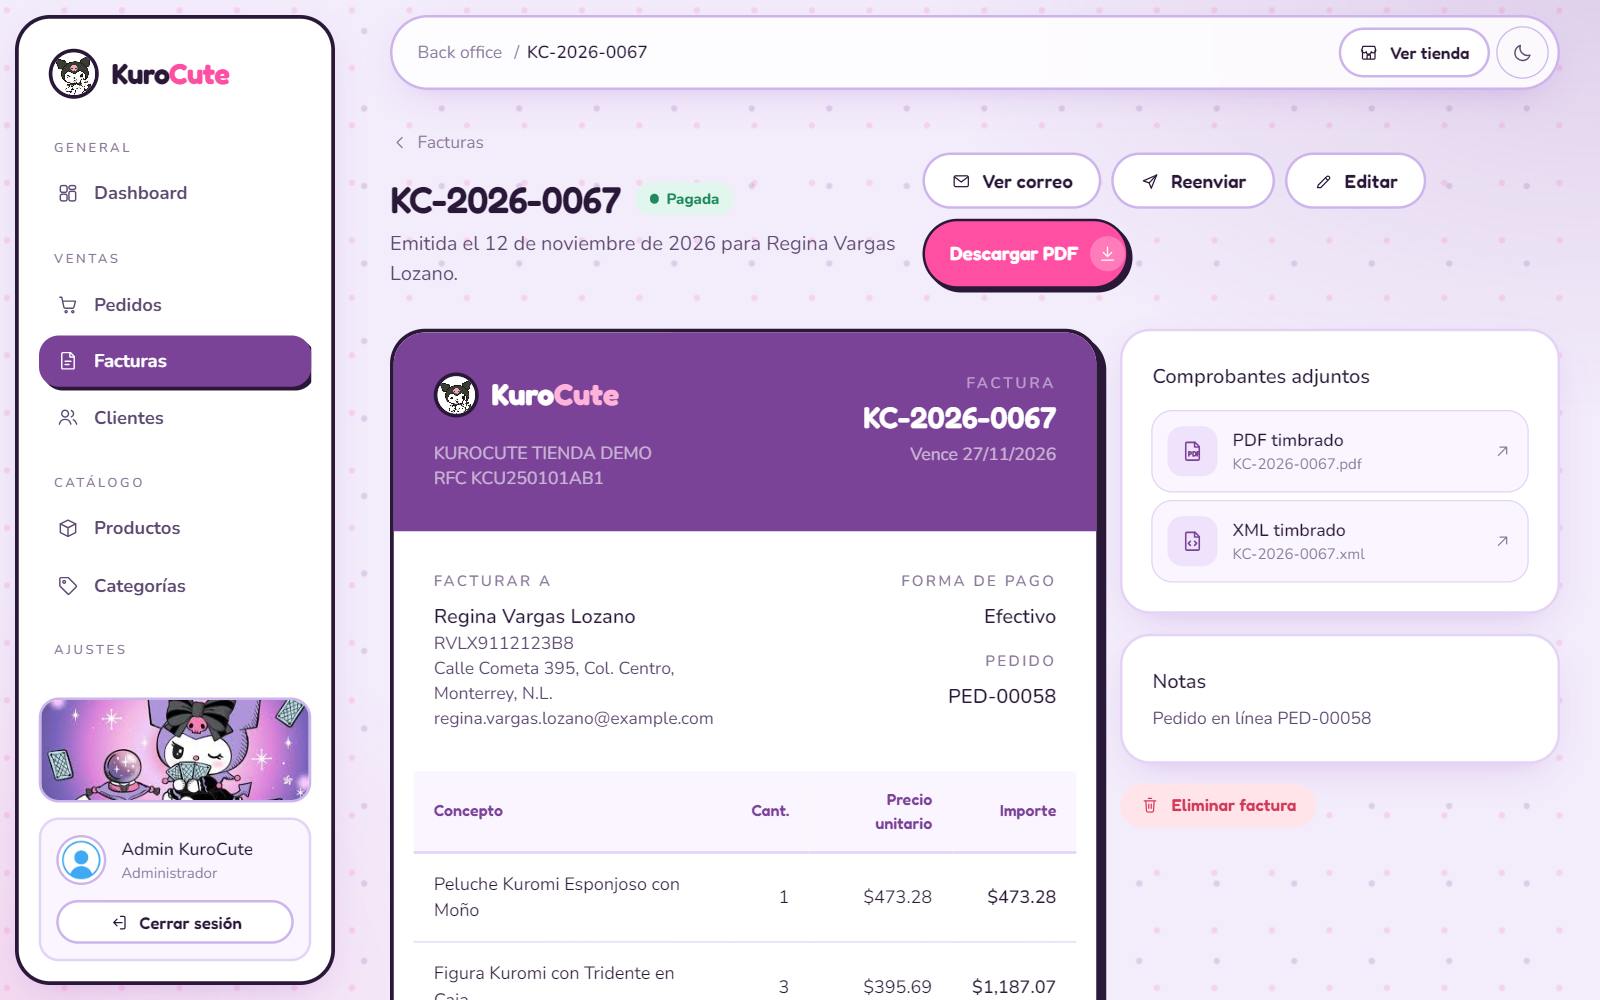 KuroCute
GENERAL
Dashboard
VENTAS
Pedidos
Facturas
Clientes
CATÁLOGO
Productos
Categorías
AJUSTES
Admin KuroCute
Administrador
Cerrar sesión
Back office / KC-2026-0067
Ver tienda
Facturas
KC-2026-0067
Pagada
Emitida el 12 de noviembre de 2026 para Regina Vargas
Lozano.
Ver correo
Reenviar
Editar
Descargar PDF
KuroCute
KUROCUTE TIENDA DEMO
RFC KCU250101AB1
FACTURA
KC-2026-0067
Vence 27/11/2026
FACTURAR A
Regina Vargas Lozano
RVLX9112123B8
Calle Cometa 395, Col. Centro,
Monterrey, N.L.
regina.vargas.lozano@example.com
FORMA DE PAGO
Efectivo
PEDIDO
PED-00058
Concepto Cant. Precio unitario Importe
Peluche Kuromi Esponjoso con
Moño
1 $473.28 $473.28
Figura Kuromi con Tridente en
Caja
3 $395.69 $1,187.07
Comprobantes adjuntos
PDF timbrado
KC-2026-0067.pdf
XML timbrado
KC-2026-0067.xml
Notas
Pedido en línea PED-00058
Eliminar factura